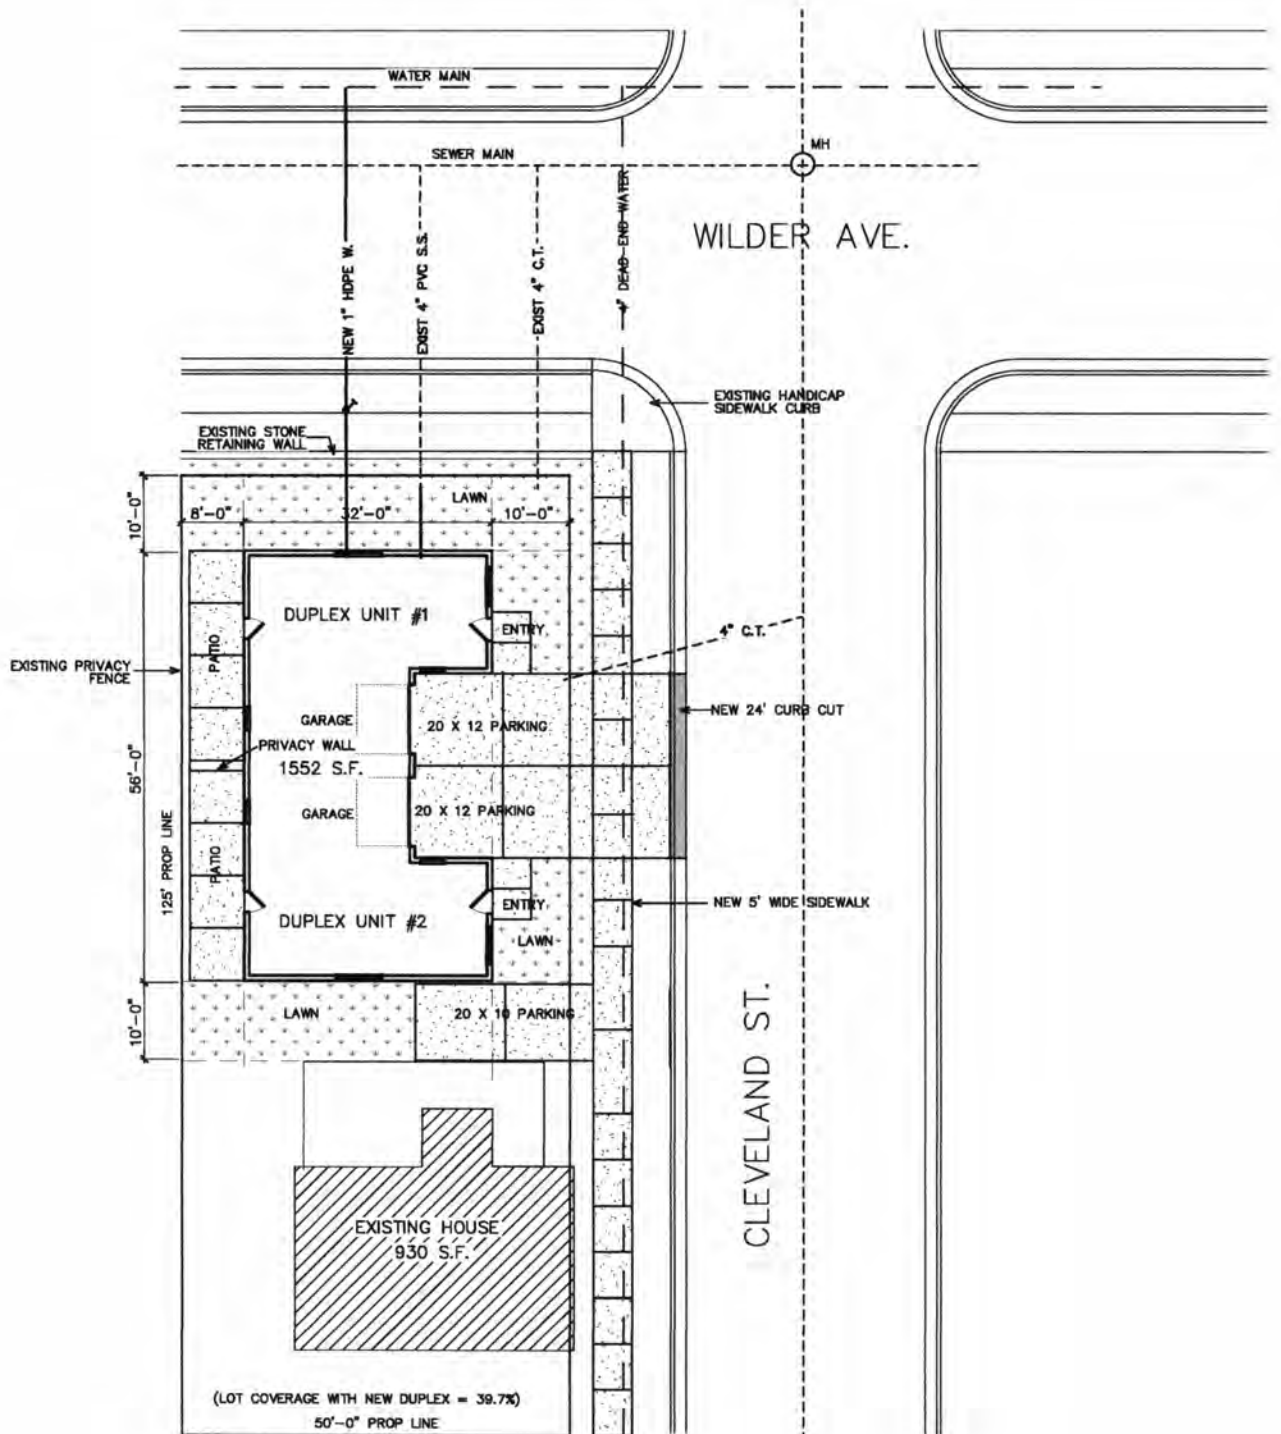 WATER MAIN
MH
SEWER MAIN
WILDER AVE.
NEW 1" HDPE W.
EXIST 4" PVC S.S.
EXIST 4" C.T.
4" DEAD END WATER
EXISTING HANDICAP
SIDEWALK CURB
EXISTING STONE
RETAINING WALL
LAWN
10'-0"
8'-0"
32'-0"
10'-0"
DUPLEX UNIT #1
ENTRY
4" C.T.
PATIO
EXISTING PRIVACY
FENCE
NEW 24' CURB CUT
GARAGE
20 X 12 PARKING
PRIVACY WALL
1552 S.F.
56'-0"
GARAGE
20 X 12 PARKING
125' PROP LINE
PATIO
NEW 5' WIDE SIDEWALK
ENTRY
DUPLEX UNIT #2
LAWN
10'-0"
LAWN
20 X 10 PARKING
CLEVELAND ST.
EXISTING HOUSE
930 S.F.
(LOT COVERAGE WITH NEW DUPLEX = 39.7%)
50'-0" PROP LINE